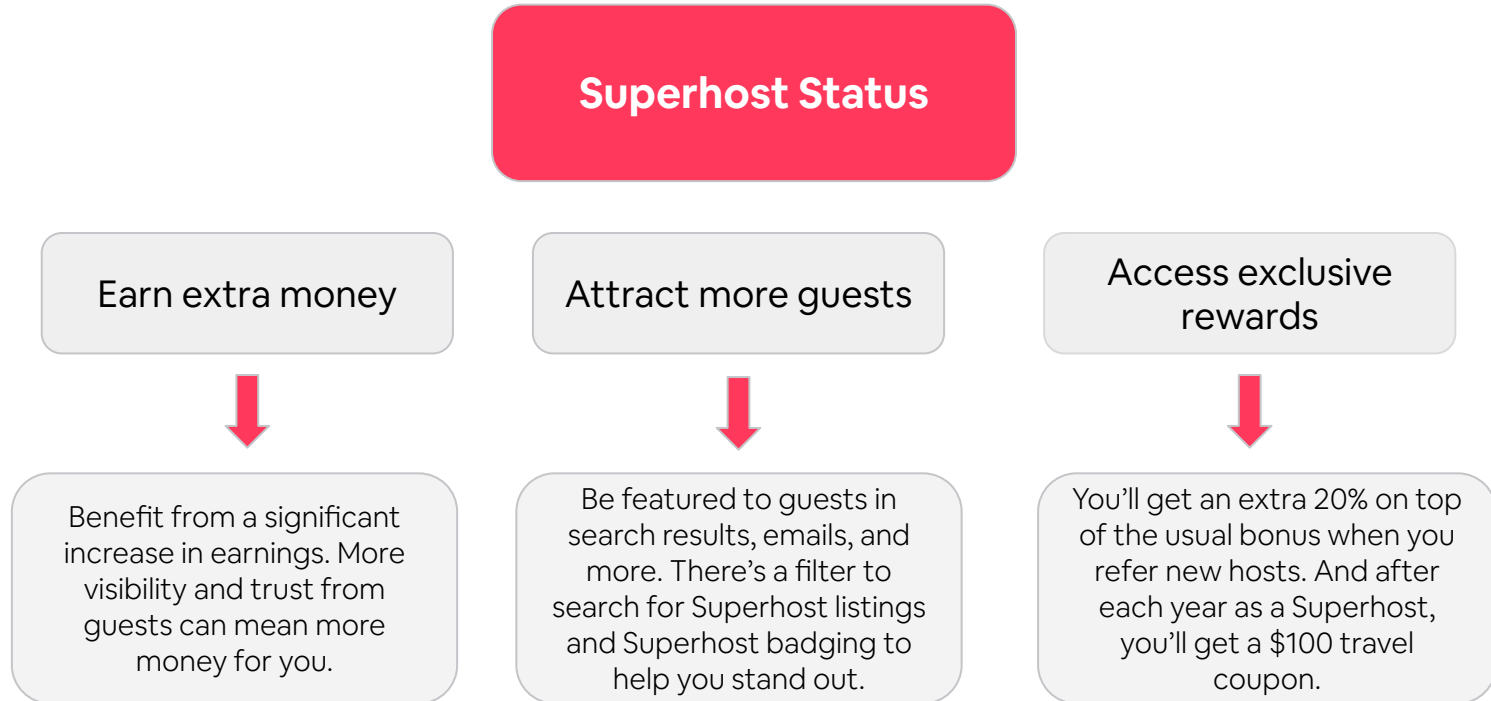 Superhost Status
Earn extra money
Attract more guests
Access exclusive
rewards
Benefit from a significant
increase in earnings. More
visibility and trust from
guests can mean more
money for you.
Be featured to guests in
search results, emails, and
more. There’s a filter to
search for Superhost listings
and Superhost badging to
help you stand out.
You’ll get an extra 20% on top
of the usual bonus when you
refer new hosts. And after
each year as a Superhost,
you’ll get a $100 travel
coupon.